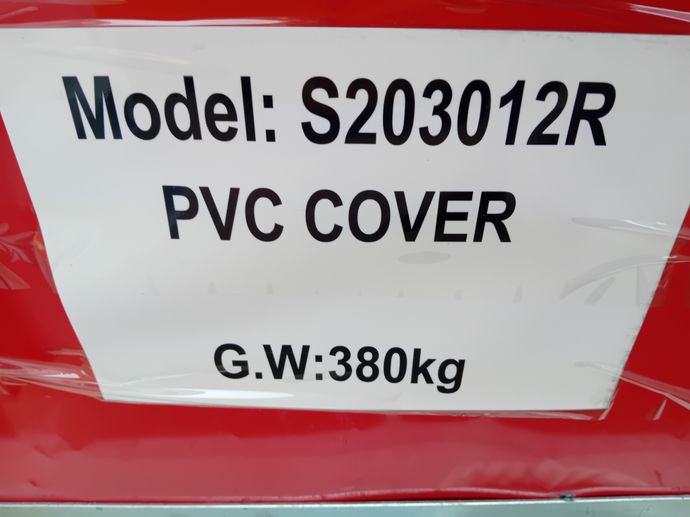 Model: S203012R
PVC COVER
G.W:380kg